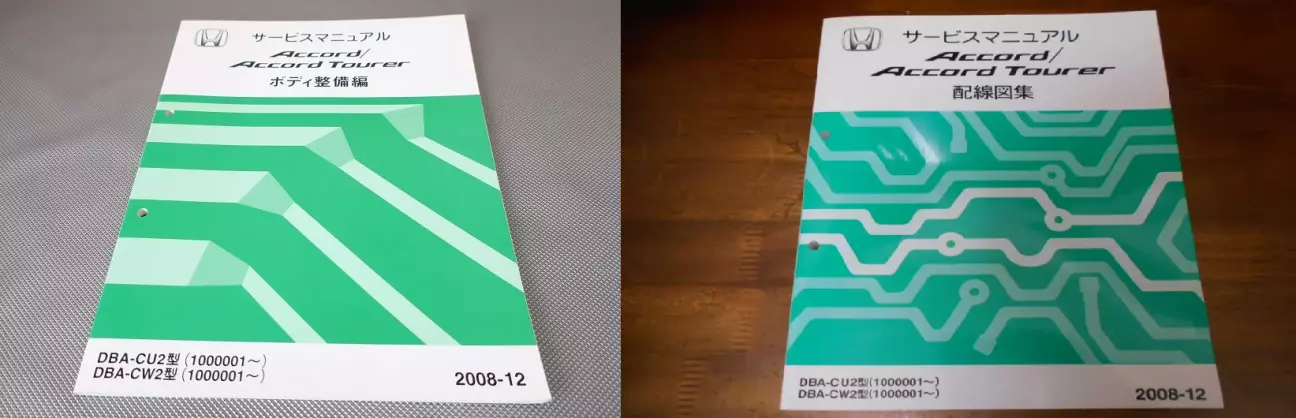 サービスマニュアル
Accord/
Accord Tourer
ボディ整備編
DBA-CU2型 (1000001～)
DBA-CW2型 (1000001～)
2008-12
サービスマニュアル
Accord/
Accord Tourer
配線図集
DBA-CU2型(1000001～)
DBA-CW2型(1000001～)
2008-12